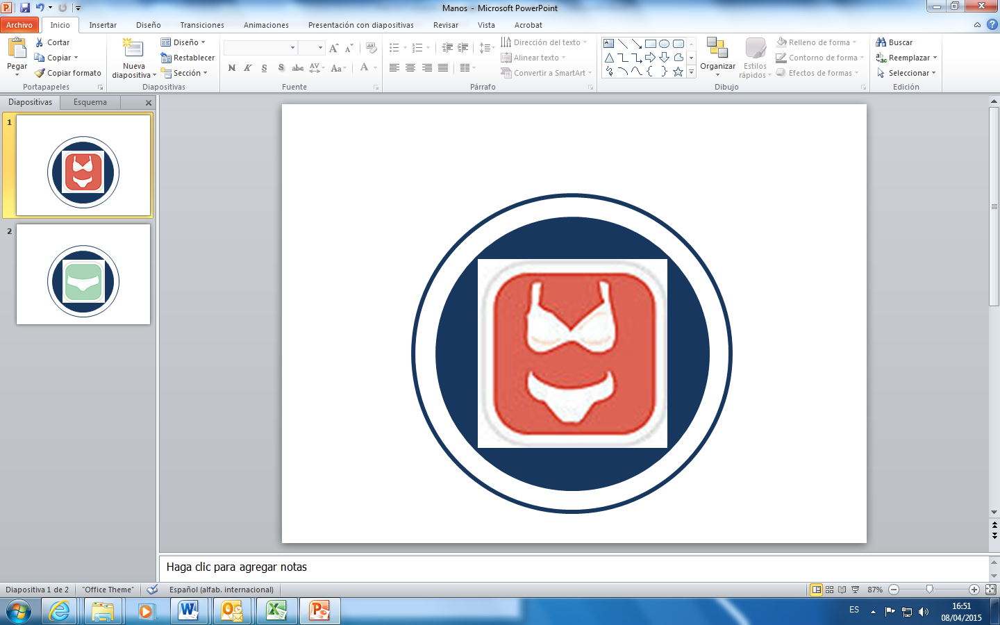 Manos - Microsoft PowerPoint
Archivo Inicio Insertar Diseño Transiciones Animaciones Presentación con diapositivas Revisar Vista Acrobat
Pegar
Cortar
Copiar
Copiar formato
Portapapeles
Nueva diapositiva
Diseño
Restablecer
Sección
Diapositivas
N K S S abc AV Aa A
Fuente
Dirección del texto
Alinear texto
Convertir a SmartArt
Párrafo
Organizar
Estilos rápidos
Relleno de forma
Contorno de forma
Efectos de formas
Dibujo
Buscar
Reemplazar
Seleccionar
Edición
Diapositivas Esquema
1
2
Haga clic para agregar notas
Diapositiva 1 de 2 "Office Theme" Español (alfab. internacional) 87%
ES 16:51
08/04/2015